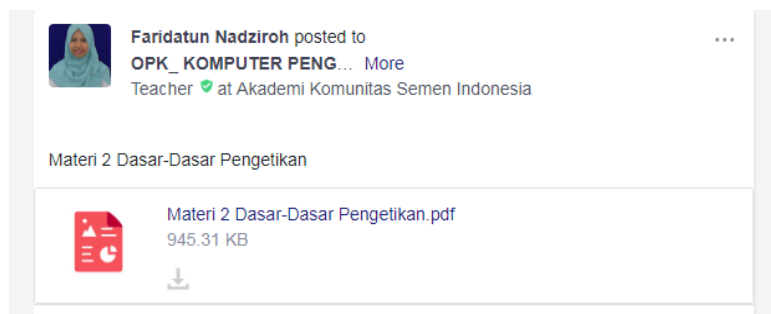 Faridatun Nadziroh posted to
OPK_ KOMPUTER PENG... More
Teacher at Akademi Komunitas Semen Indonesia
Materi 2 Dasar-Dasar Pengetikan
Materi 2 Dasar-Dasar Pengetikan.pdf
945.31 KB